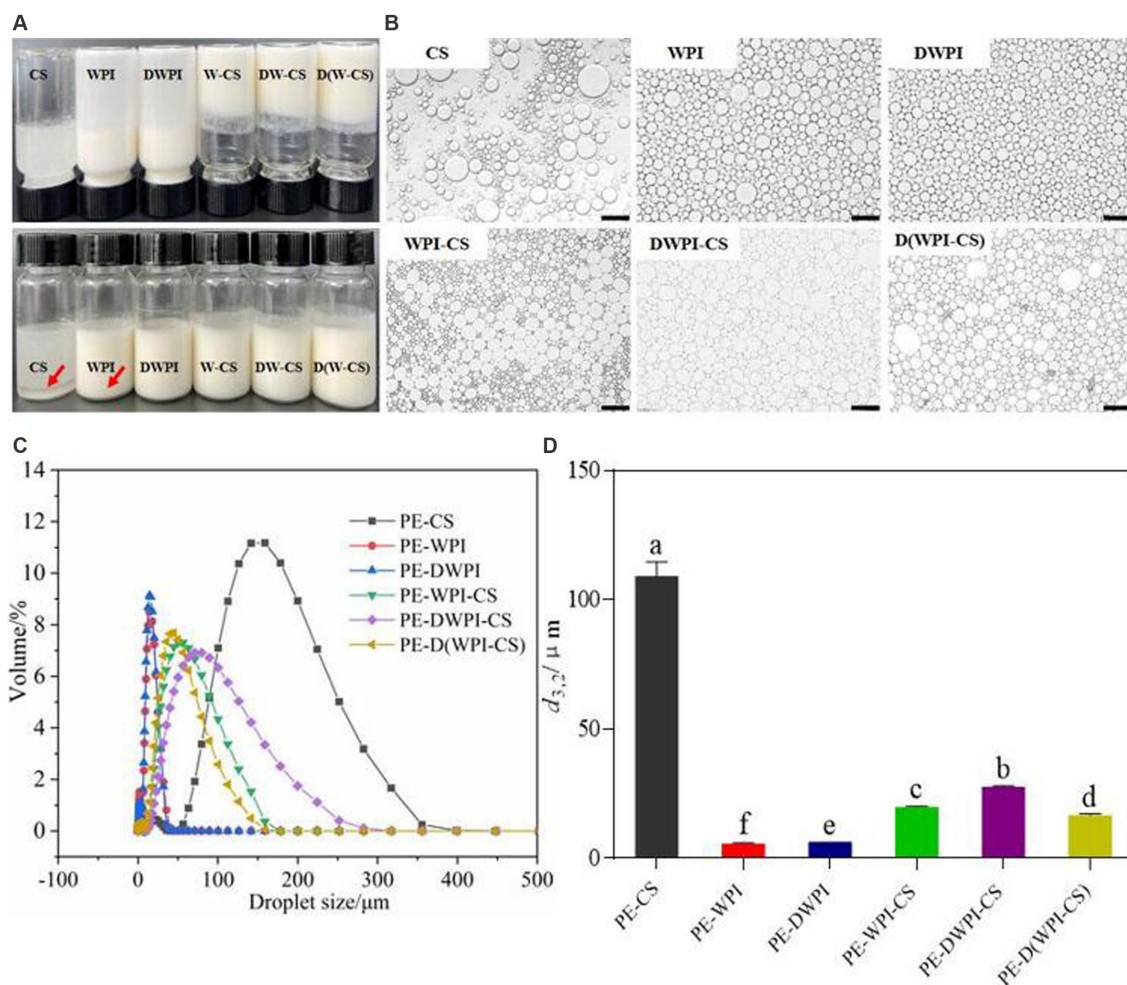 A
CS WPI DWPI W-CS DW-CS D(W-CS)
CS WPI DWPI W-CS DW-CS D(W-CS)
B
CS WPI DWPI
WPI-CS DWPI-CS D(WPI-CS)
C
14
12
10
8
6
4
2
0
Volume/%
PE-CS
PE-WPI
PE-DWPI
PE-WPI-CS
PE-DWPI-CS
PE-D(WPI-CS)
-100 0 100 200 300 400 500
Droplet size/μm
D
150
100
50
0
d3,2/ μ m
a
f
e
c
b
d
PE-CS
PE-WPI
PE-DWPI
PE-WPI-CS
PE-DWPI-CS
PE-D(WPI-CS)